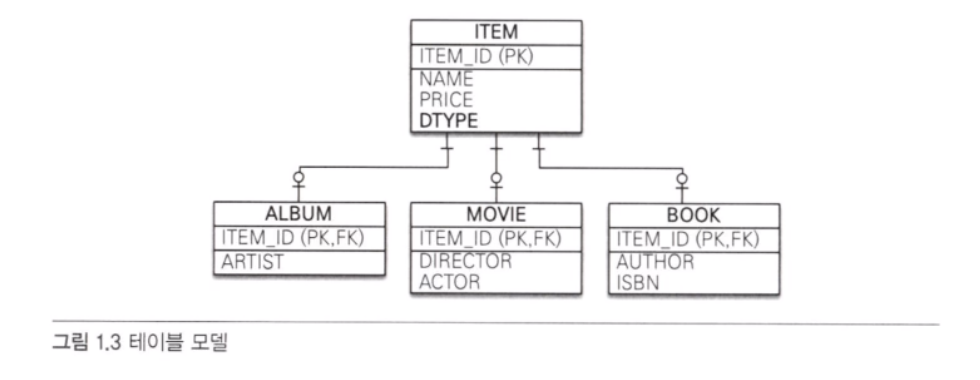 ITEM
ITEM_ID (PK)
NAME
PRICE
DTYPE
ALBUM
ITEM_ID (PK,FK)
ARTIST
MOVIE
ITEM_ID (PK,FK)
DIRECTOR
ACTOR
BOOK
ITEM_ID (PK,FK)
AUTHOR
ISBN
그림 1.3 테이블 모델